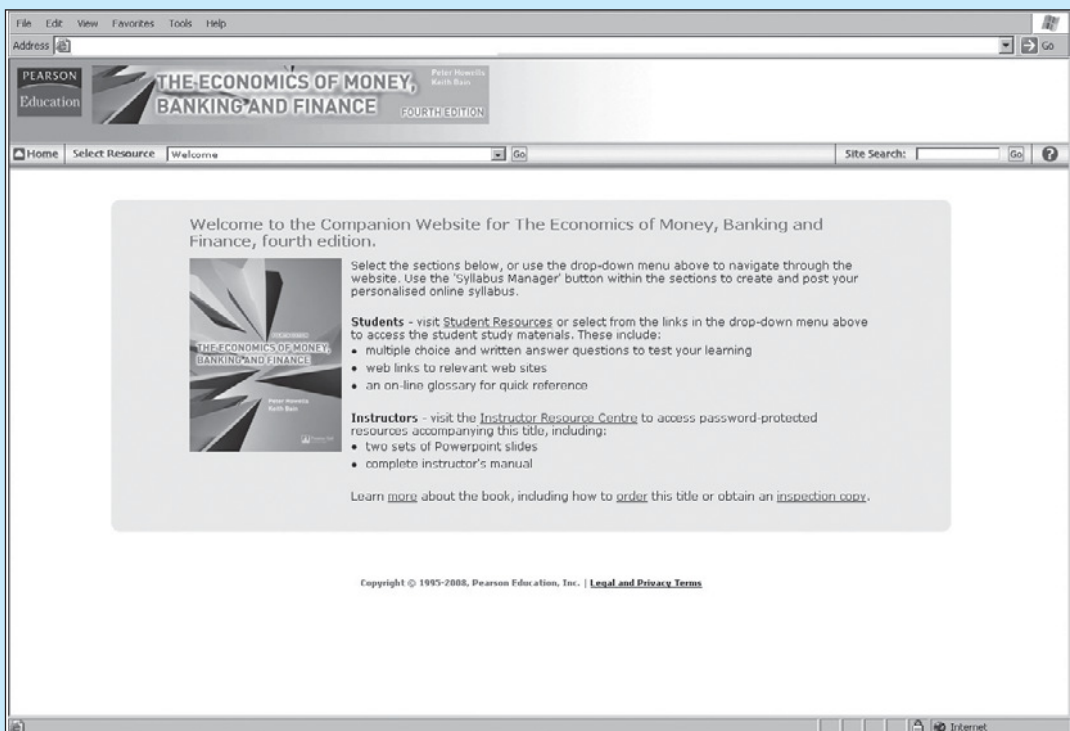 File Edit View Favorites Tools Help
Address
Go
PEARSON
Education
THE ECONOMICS OF MONEY,
BANKING AND FINANCE
Peter Howells
Keith Bain
FOURTH EDITION
Home Select Resource Welcome Go Site Search: Go ?
Welcome to the Companion Website for The Economics of Money, Banking and
Finance, fourth edition.
Select the sections below, or use the drop-down menu above to navigate through the
website. Use the 'Syllabus Manager' button within the sections to create and post your
personalised online syllabus.
Students - visit Student Resources or select from the links in the drop-down menu above
to access the student study materials. These include:
• multiple choice and written answer questions to test your learning
• web links to relevant web sites
• an on-line glossary for quick reference
THE ECONOMICS OF MONEY,
BANKING AND FINANCE
Peter Howells
Keith Bain
Instructors - visit the Instructor Resource Centre to access password-protected
resources accompanying this title, including:
• two sets of Powerpoint slides
• complete instructor's manual
Learn more about the book, including how to order this title or obtain an inspection copy.
Copyright © 1995-2008, Pearson Education, Inc. | Legal and Privacy Terms
Internet